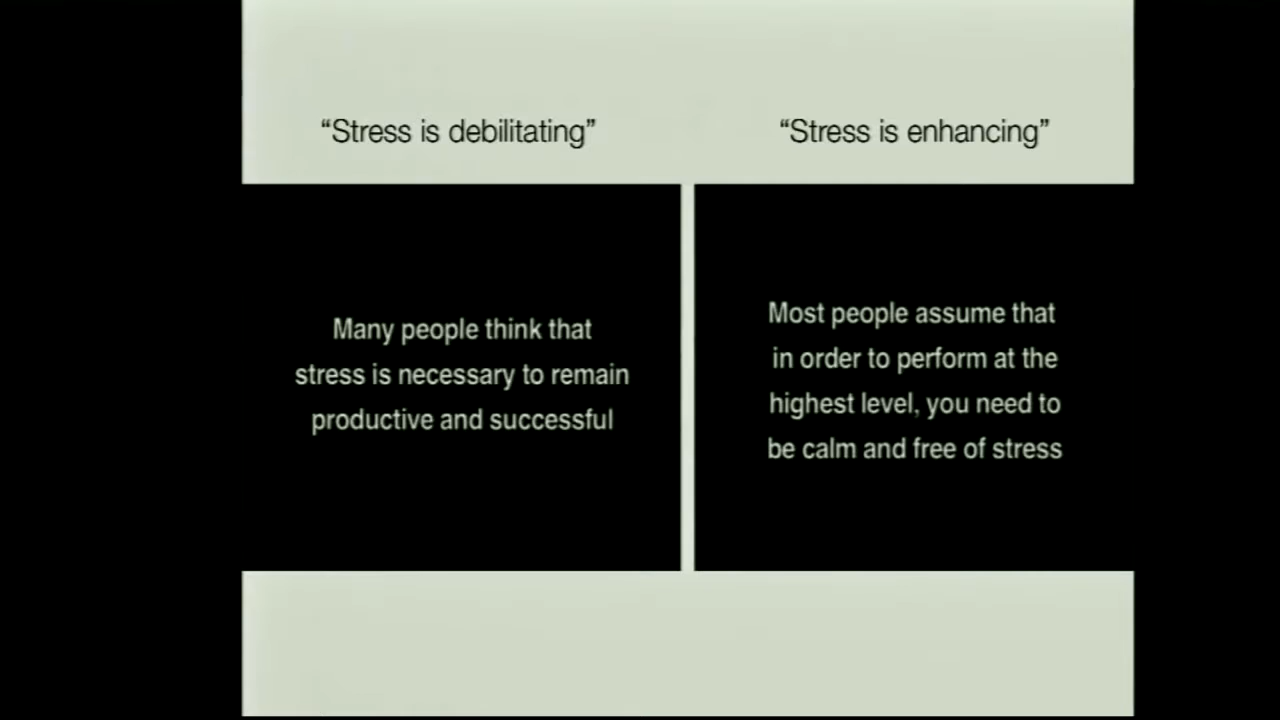 “Stress is debilitating”
“Stress is enhancing”
Many people think that
stress is necessary to remain
productive and successful
Most people assume that
in order to perform at the
highest level, you need to
be calm and free of stress